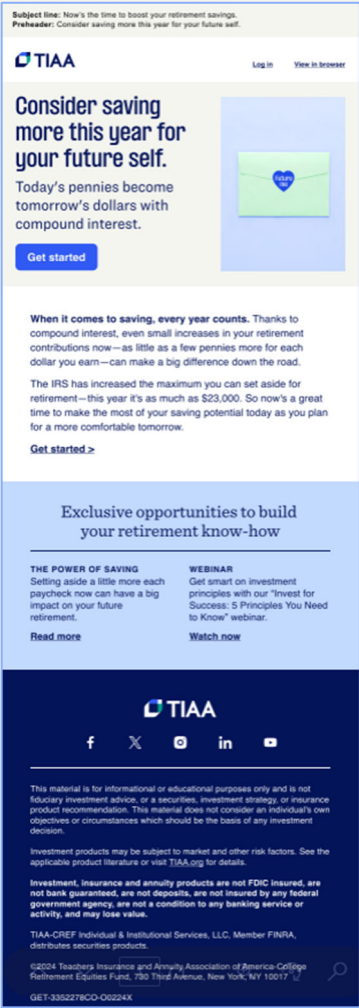 Subject line: Now's the time to boost your retirement savings.
Preheader: Consider saving more this year for your future self.
TIAA
Log in
View in browser
Consider saving
more this year for
your future self.
Today's pennies become
tomorrow's dollars with
compound interest.
Get started
future
me
When it comes to saving, every year counts. Thanks to
compound interest, even small increases in your retirement
contributions now—as little as a few pennies more for each
dollar you earn—can make a big difference down the road.
The IRS has increased the maximum you can set aside for
retirement—this year it's as much as $23,000. So now's a great
time to make the most of your saving potential today as you plan
for a more comfortable tomorrow.
Get started >
Exclusive opportunities to build
your retirement know-how
THE POWER OF SAVING
Setting aside a little more each
paycheck now can have a big
impact on your future
retirement.
Read more
WEBINAR
Get smart on investment
principles with our "Invest for
Success: 5 Principles You Need
to Know" webinar.
Watch now
TIAA
This material is for informational or educational purposes only and is not
fiduciary investment advice, or a securities, investment strategy, or insurance
product recommendation. This material does not consider an individual's own
objectives or circumstances which should be the basis of any investment
decision.
Investment products may be subject to market and other risk factors. See the
applicable product literature or visit TIAA.org for details.
Investment, insurance and annuity products are not FDIC insured, are
not bank guaranteed, are not deposits, are not insured by any federal
government agency, are not a condition to any banking service or
activity, and may lose value.
TIAA-CREF Individual & Institutional Services, LLC, Member FINRA,
distributes securities products.
©2024 Teachers Insurance and Annuity Association of America-College
Retirement Equities Fund, 730 Third Avenue, New York, NY 10017
GET-3352278CO-O0224X